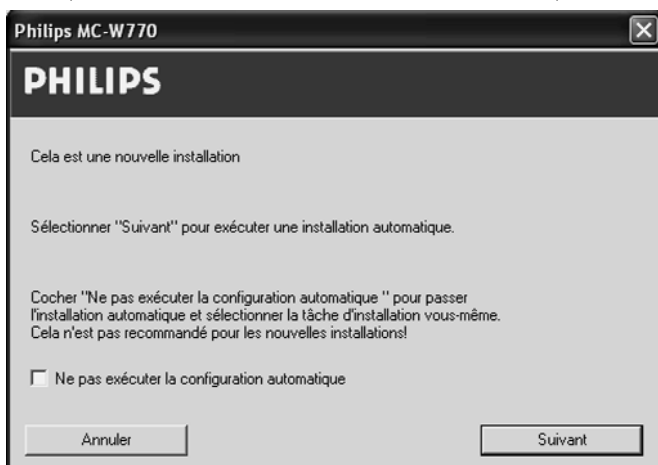 Philips MC-W770
PHILIPS
Cela est une nouvelle installation
Sélectionner "Suivant" pour exécuter une installation automatique.
Cocher "Ne pas exécuter la configuration automatique " pour passer
l'installation automatique et sélectionner la tâche d'installation vous-même.
Cela n'est pas recommandé pour les nouvelles installations!
Ne pas exécuter la configuration automatique
Annuler
Suivant